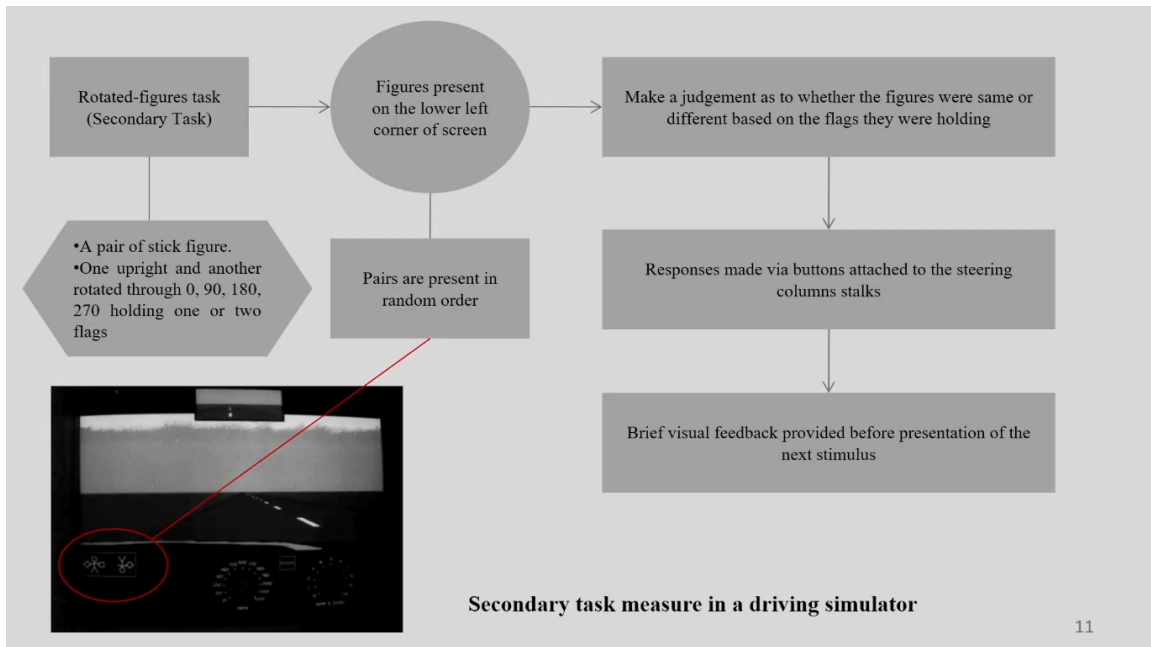 Rotated-figures task
(Secondary Task)
Figures present
on the lower left
corner of screen
Make a judgement as to whether the figures were same or
different based on the flags they were holding
•A pair of stick figure.
•One upright and another
rotated through 0, 90, 180,
270 holding one or two
flags
Pairs are present in
random order
Responses made via buttons attached to the steering
columns stalks
Brief visual feedback provided before presentation of the
next stimulus
Secondary task measure in a driving simulator
11